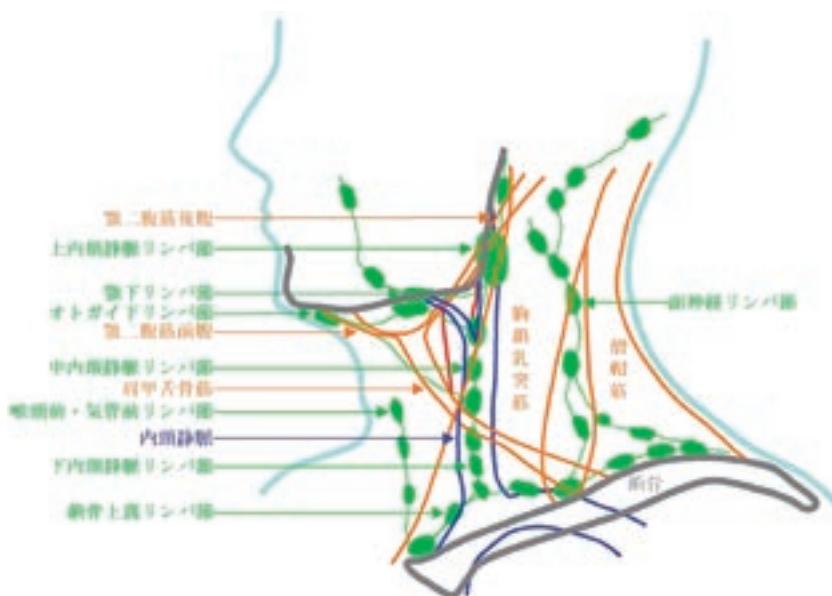 顎二腹筋後腹
上内頸静脈リンパ節
顎下リンパ節
オトガイ下リンパ節
顎二腹筋前腹
中内頸静脈リンパ節
肩甲舌骨筋
喉頭前・気管前リンパ節
内頸静脈
下内頸静脈リンパ節
鎖骨上窩リンパ節
胸鎖乳突筋
僧帽筋
副神経リンパ節
鎖骨